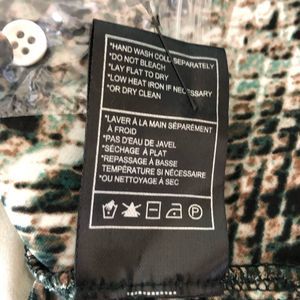 *HAND WASH COLL SEPARATELY
*DO NOT BLEACH
*LAY FLAT TO DRY
*LOW HEAT IRON IF NECESSARY
*OR DRY CLEAN
*LAVER À LA MAIN SÉPARÉMENT
À FROID
*PAS D'EAU DE JAVEL
*SÉCHAGE À PLAT
*REPASSAGE À BASSE
TEMPÉRATURE SI NÉCESSAIRE
*OU NETTOYAGE À SEC
P